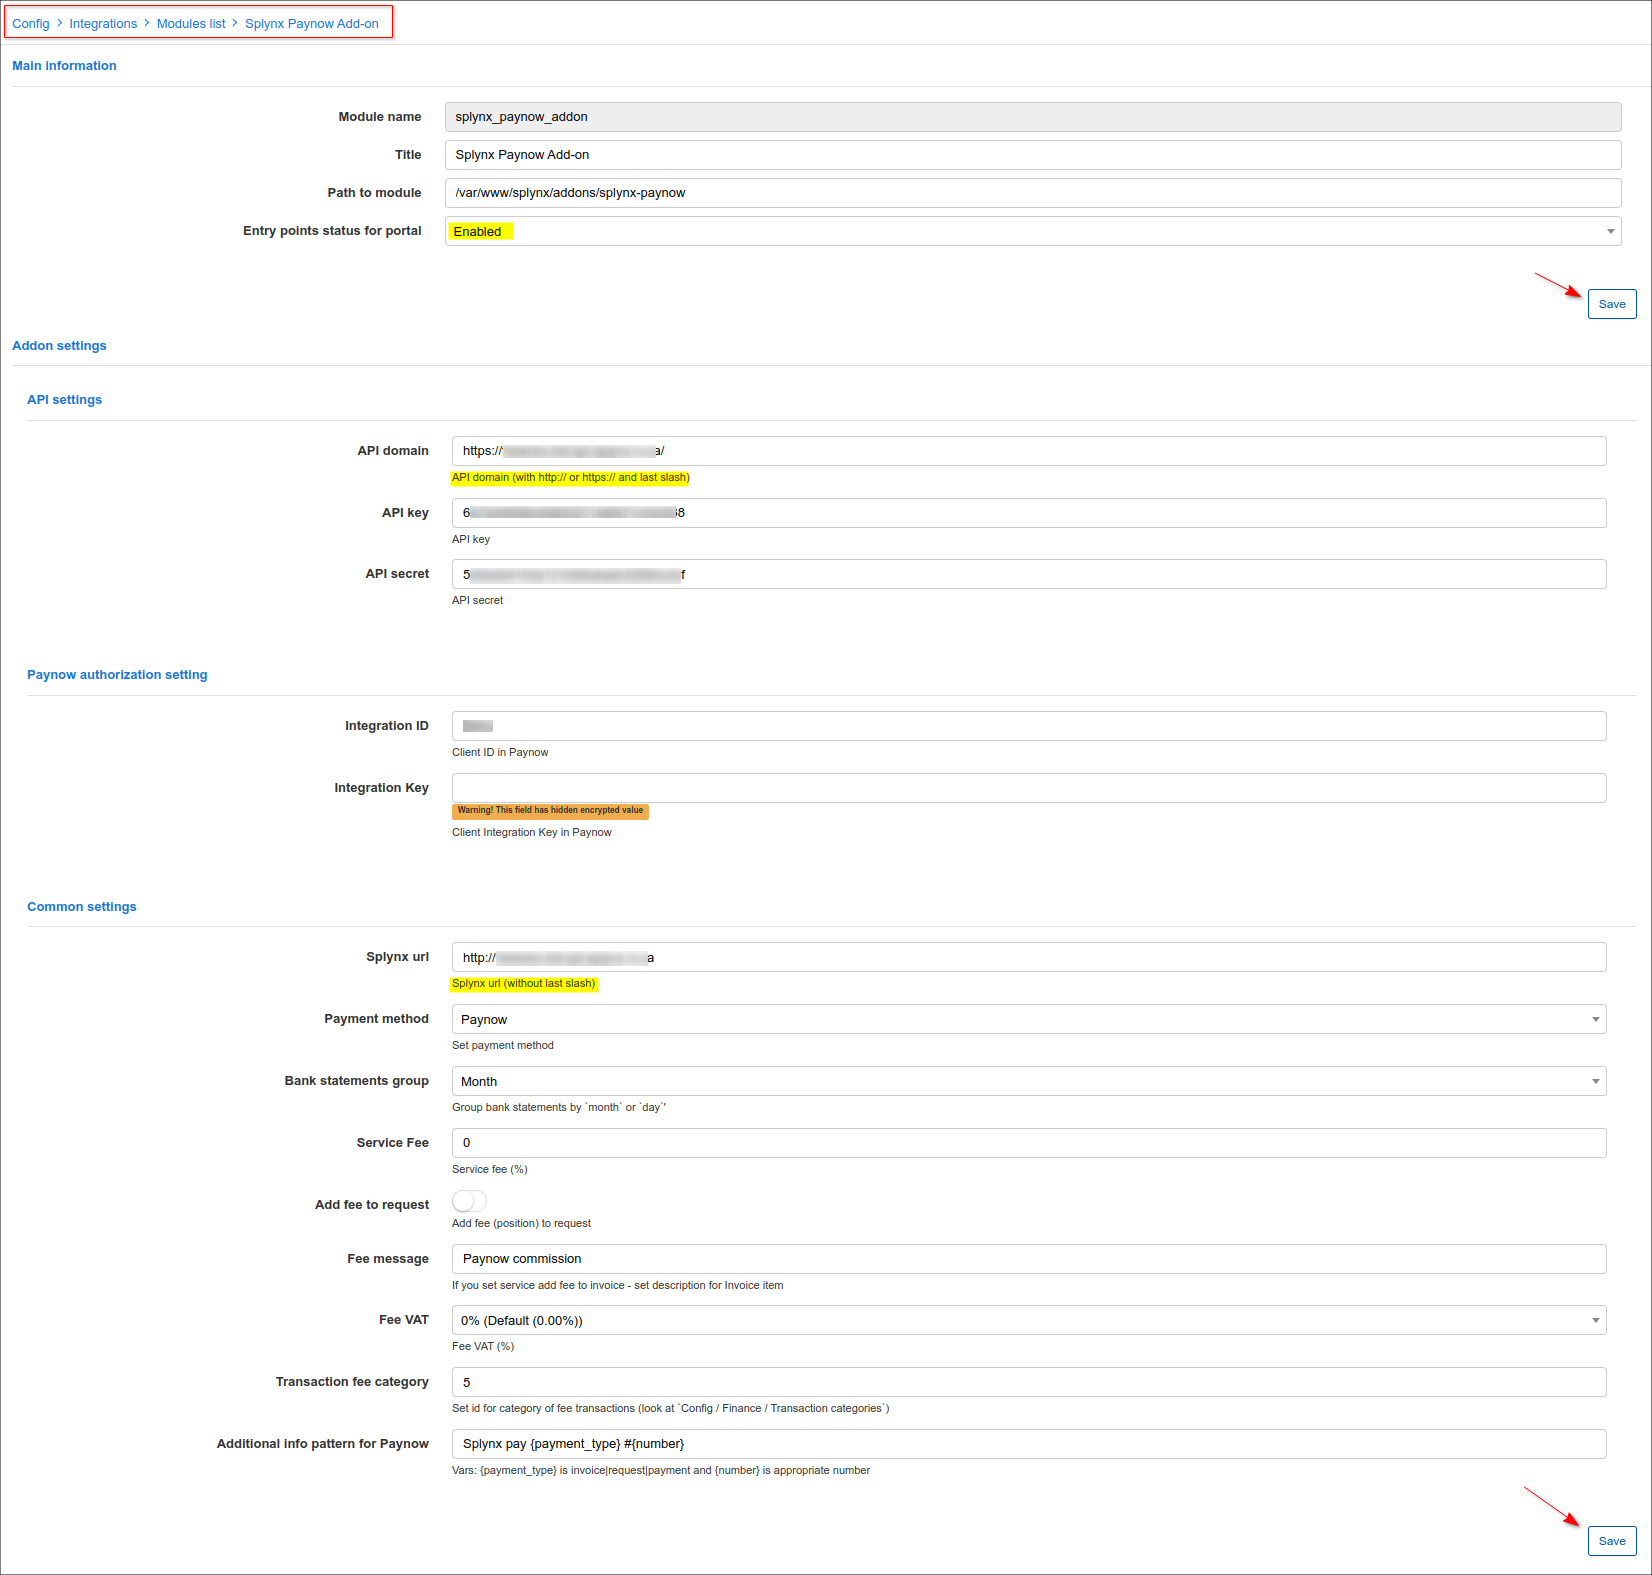 Config > Integrations > Modules list > Splynx Paynow Add-on
Main information
Module name splynx_paynow_addon
Title Splynx Paynow Add-on
Path to module /var/www/splynx/addons/splynx-paynow
Entry points status for portal Enabled
Save
Addon settings
API settings
API domain https:// a/
API domain (with http:// or https:// and last slash)
API key 6 8
API key
API secret 5 f
API secret
Paynow authorization setting
Integration ID
Client ID in Paynow
Integration Key
Warning! This field has hidden encrypted value
Client Integration Key in Paynow
Common settings
Splynx url http:// a
Splynx url (without last slash)
Payment method Paynow
Set payment method
Bank statements group Month
Group bank statements by `month` or `day`'
Service Fee 0
Service fee (%)
Add fee to request
Add fee (position) to request
Fee message Paynow commission
If you set service add fee to invoice - set description for Invoice item
Fee VAT 0% (Default (0.00%))
Fee VAT (%)
Transaction fee category 5
Set id for category of fee transactions (look at `Config / Finance / Transaction categories`)
Additional info pattern for Paynow Splynx pay {payment_type} #{number}
Vars: {payment_type} is invoice|request|payment and {number} is appropriate number
Save